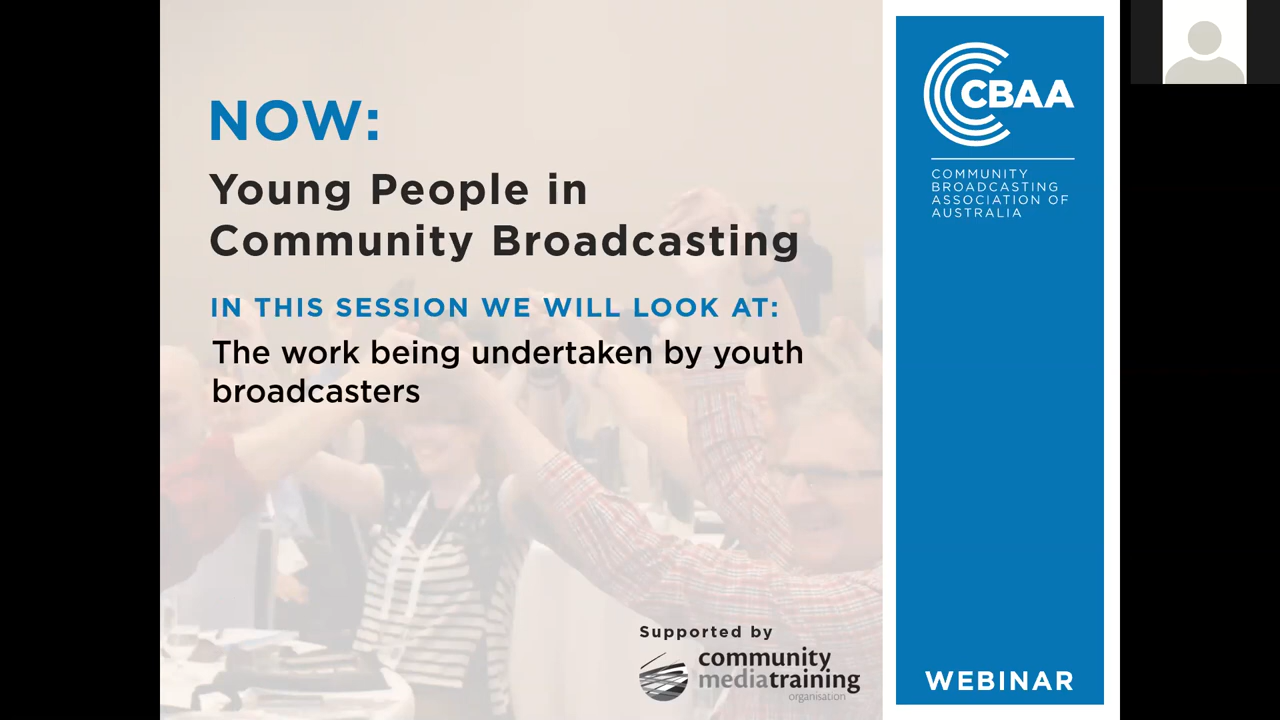 NOW:
Young People in
Community Broadcasting
IN THIS SESSION WE WILL LOOK AT:
The work being undertaken by youth
broadcasters
Supported by
community
mediatraining
organisation
CBAA
COMMUNITY
BROADCASTING
ASSOCIATION OF
AUSTRALIA
WEBINAR